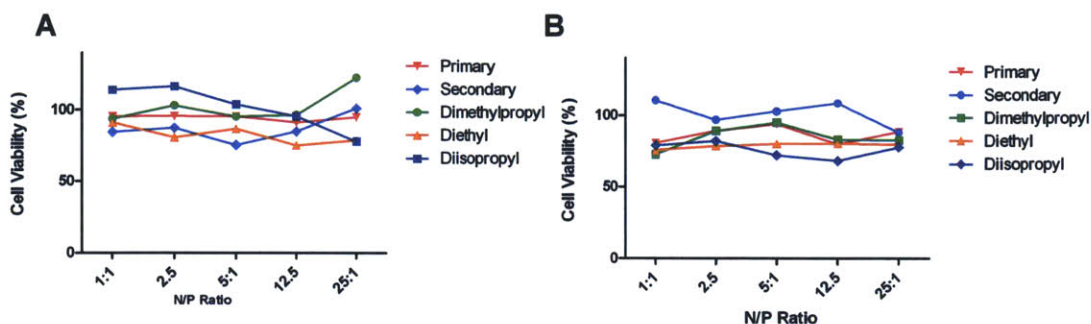 A
Cell Viability (%)
100
50
0
1:1
2.5
5:1
12.5
25:1
N/P Ratio
Primary
Secondary
Dimethylpropyl
Diethyl
Diisopropyl
B
Cell Viability (%)
100
50
0
1:1
2.5
5:1
12.5
25:1
N/P Ratio
Primary
Secondary
Dimethylpropyl
Diethyl
Diisopropyl